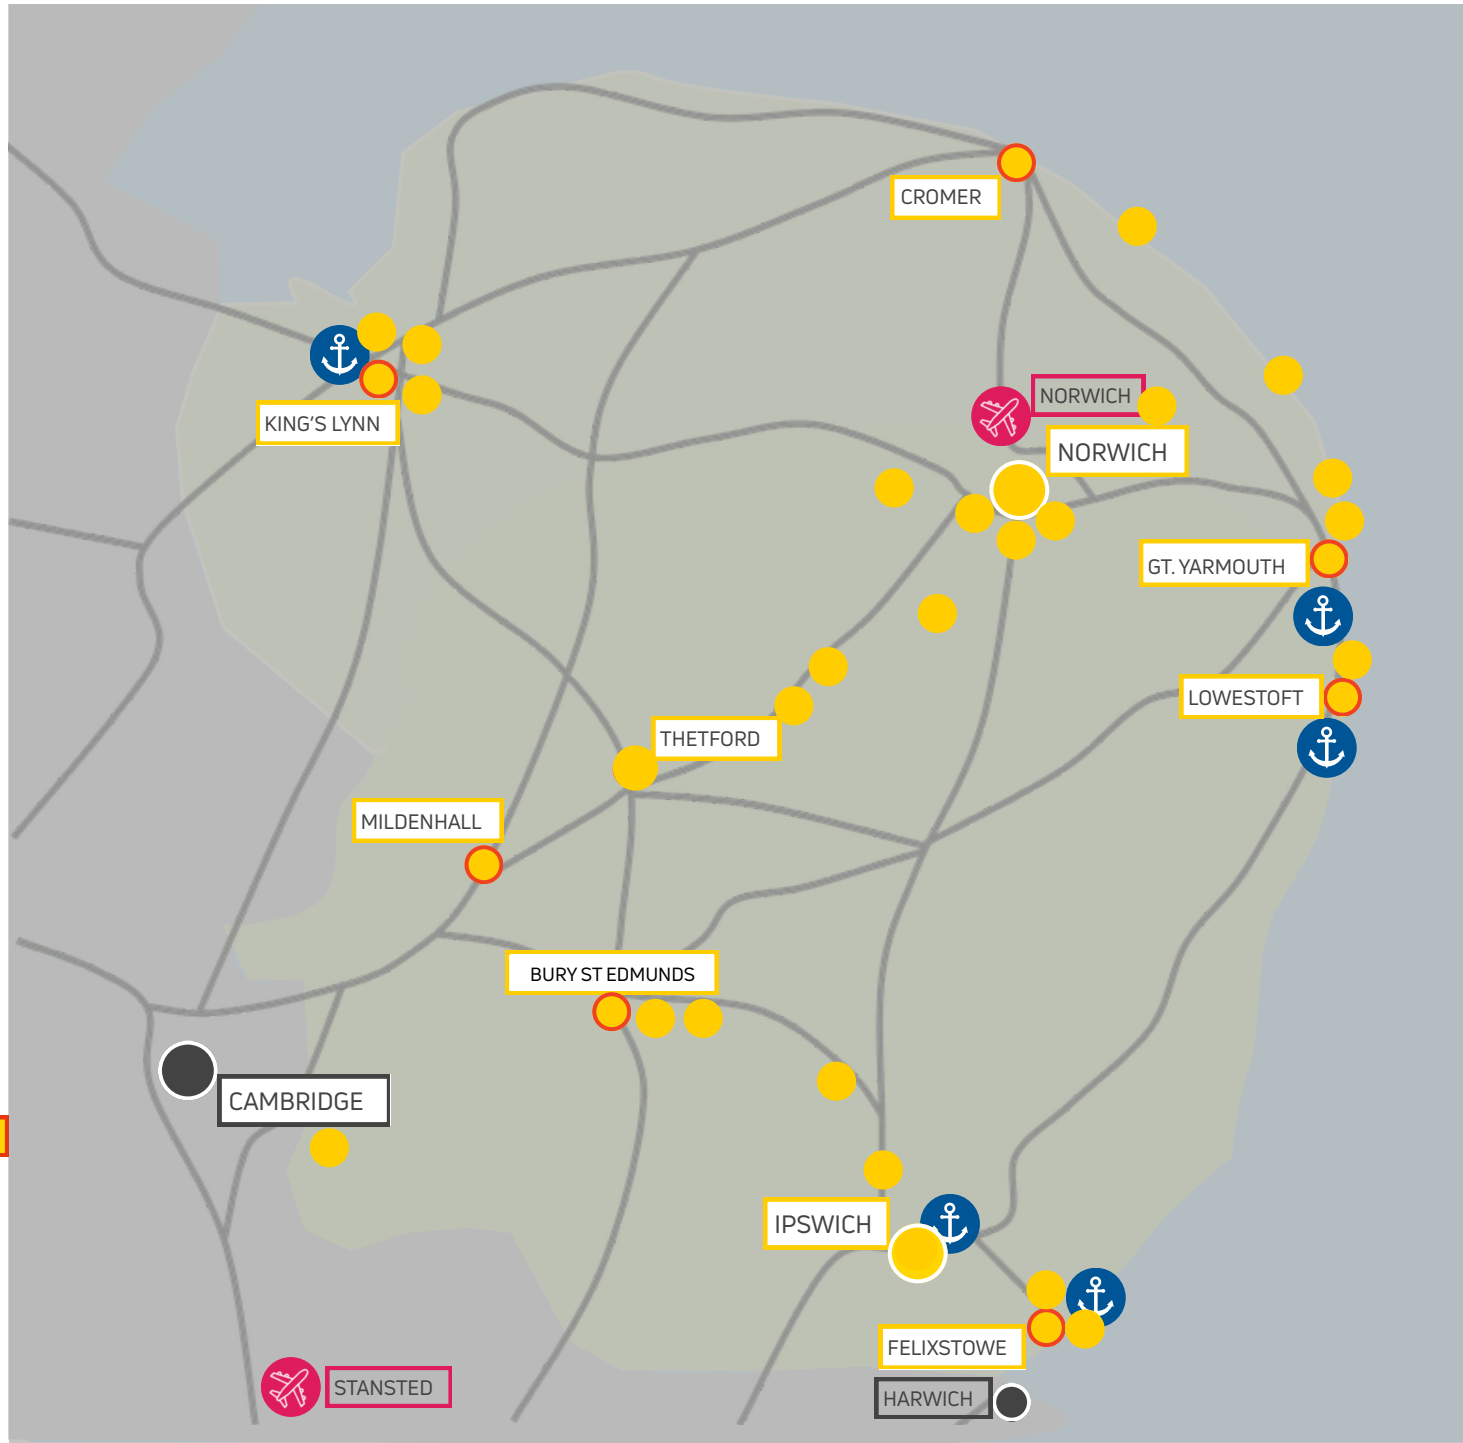 CROMER
NORWICH
KING'S LYNN
NORWICH
GT. YARMOUTH
LOWESTOFT
THETFORD
MILDENHALL
BURY ST EDMUNDS
CAMBRIDGE
IPSWICH
FELIXSTOWE
STANSTED
HARWICH